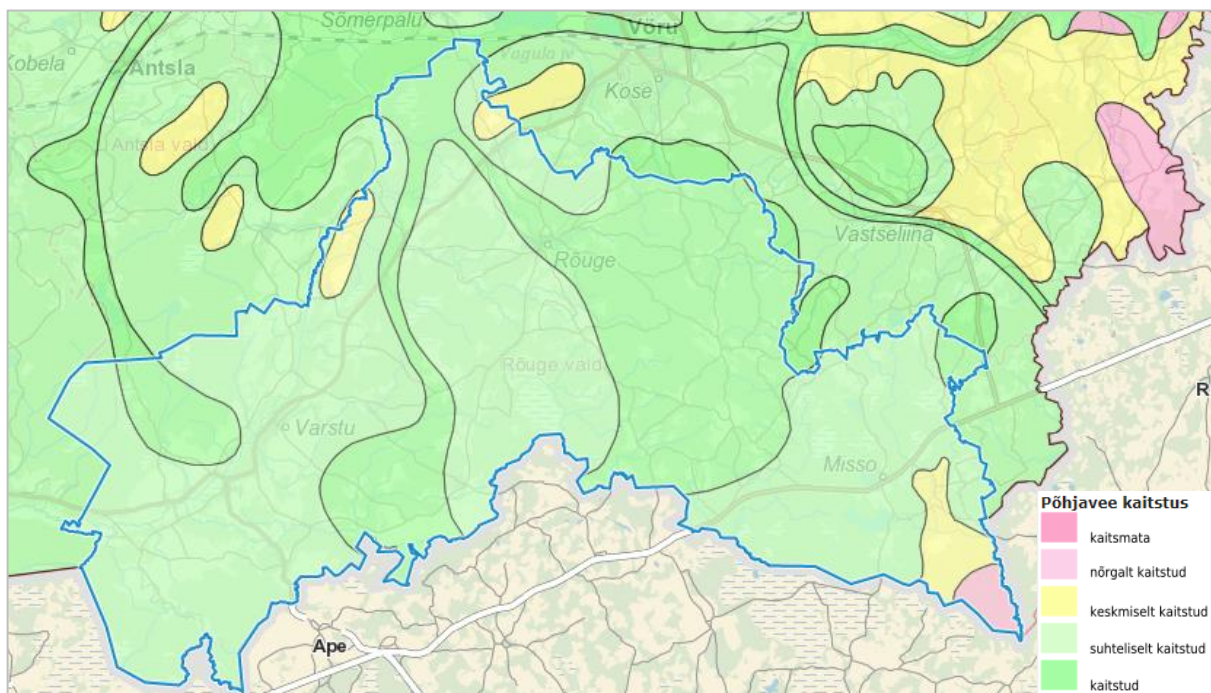 Sõmerpalu
Võru
Vagula jv
Kobela
Antsla
Kose
Antsla vald
Vastseliina
Rõuge
Rõuge vald
R
Varstu
Misso
Põhjavee kaitstus
kaitsmata
nõrgalt kaitstud
keskmiselt kaitstud
suhteliselt kaitstud
kaitstud
Ape